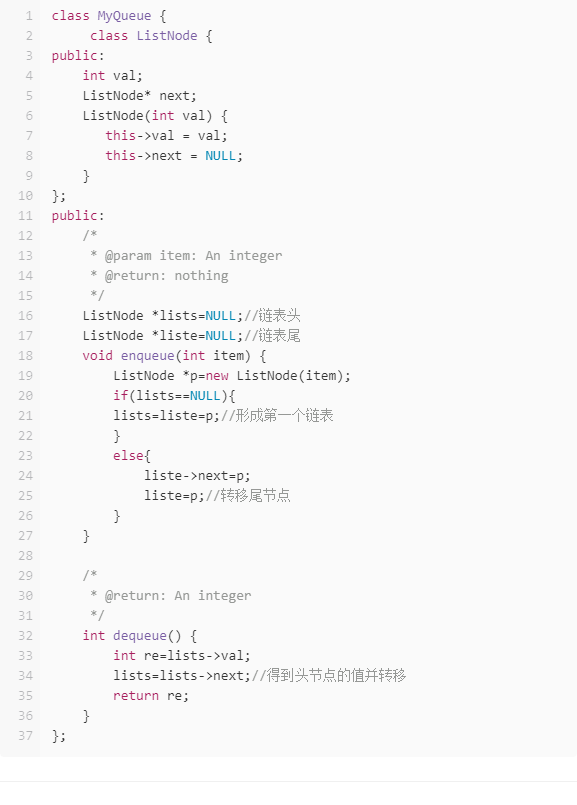 1 class MyQueue {
2      class ListNode {
3 public:
4     int val;
5     ListNode* next;
6     ListNode(int val) {
7        this->val = val;
8        this->next = NULL;
9     }
10 };
11 public:
12     /*
13      * @param item: An integer
14      * @return: nothing
15      */
16     ListNode *lists=NULL;//链表头
17     ListNode *liste=NULL;//链表尾
18     void enqueue(int item) {
19         ListNode *p=new ListNode(item);
20         if(lists==NULL){
21         lists=liste=p;//形成第一个链表
22         }
23         else{
24             liste->next=p;
25             liste=p;//转移尾节点
26         }
27     }
28
29     /*
30      * @return: An integer
31      */
32     int dequeue() {
33         int re=lists->val;
34         lists=lists->next;//得到头节点的值并转移
35         return re;
36     }
37 };